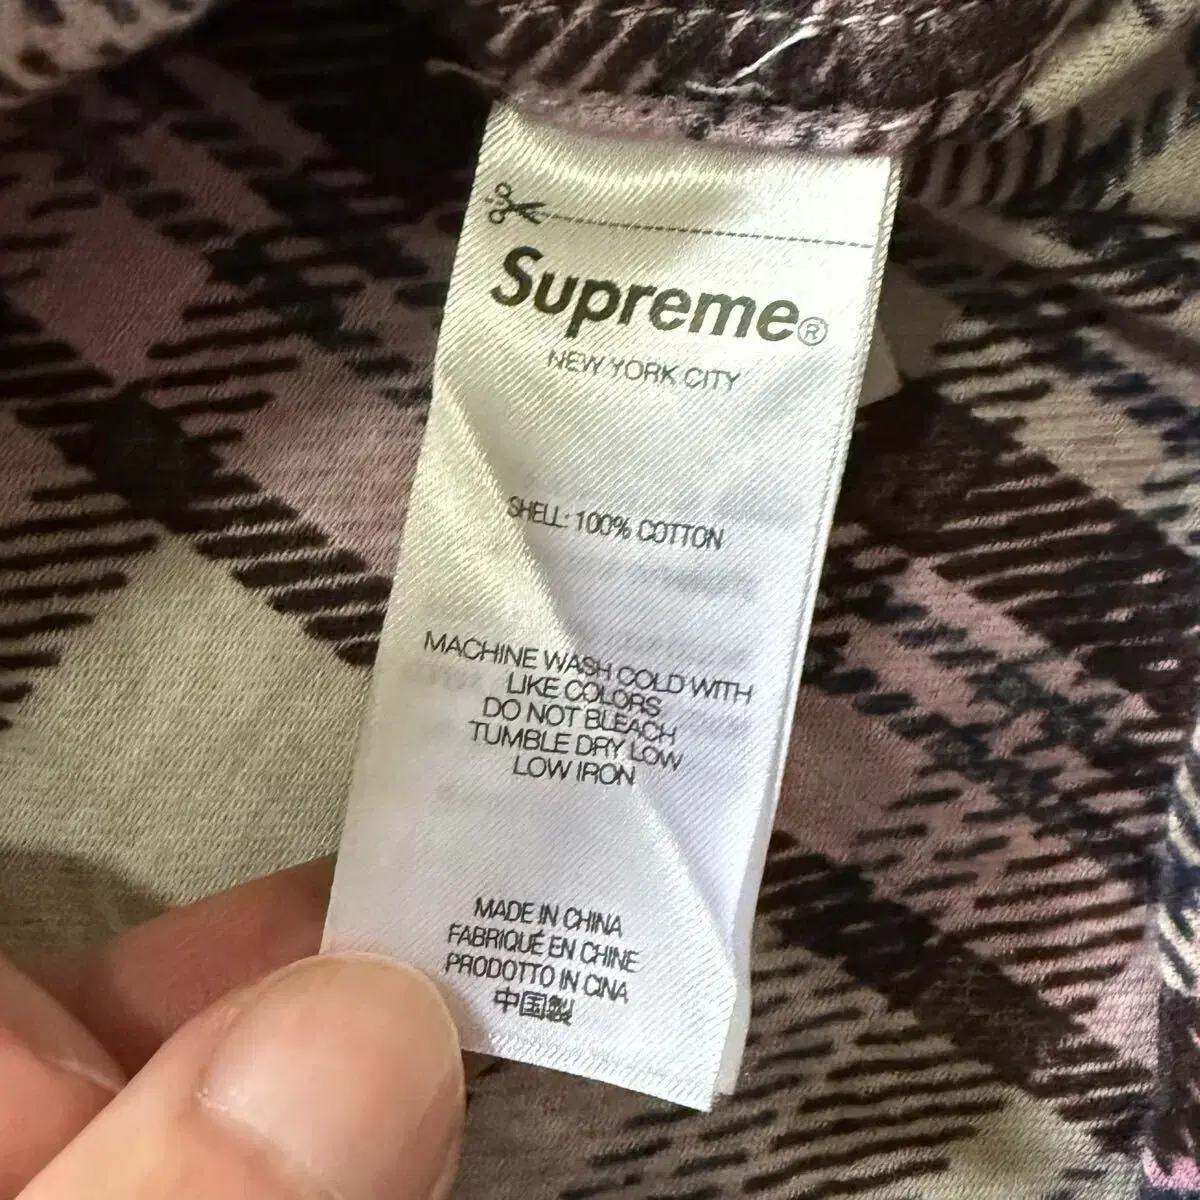 Supreme®
NEW YORK CITY
SHELL: 100% COTTON
MACHINE WASH COLD WITH
LIKE COLORS
DO NOT BLEACH
TUMBLE DRY LOW
LOW IRON
MADE IN CHINA
FABRIQUÉ EN CHINE
PRODOTTO IN CINA
中国製